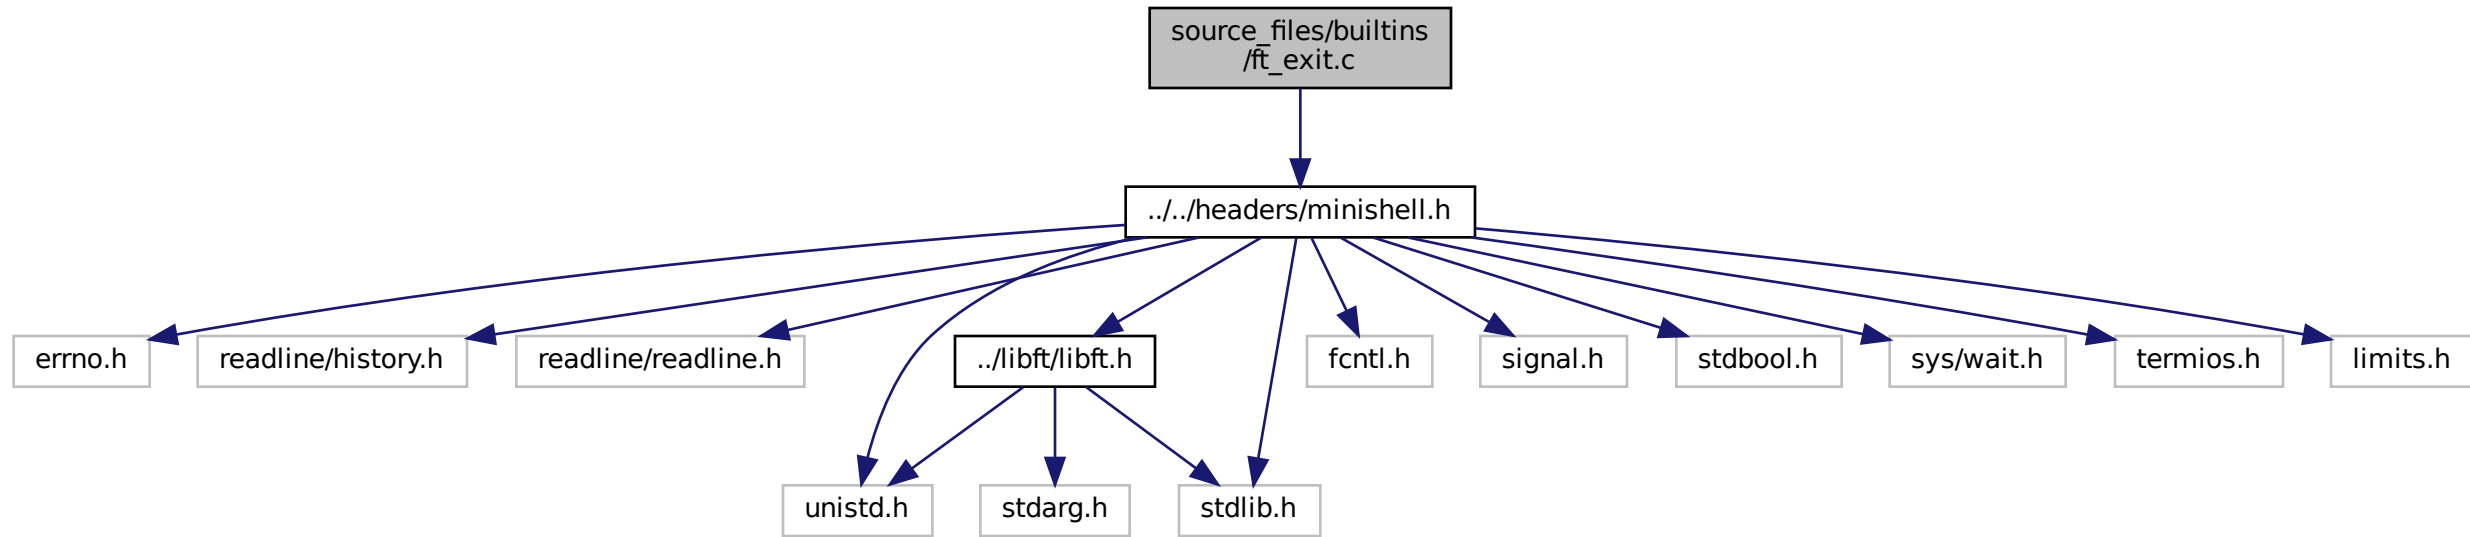 source_files/builtins
/ft_exit.c
../../headers/minishell.h
errno.h
readline/history.h
readline/readline.h
../libft/libft.h
fcntl.h
signal.h
stdbool.h
sys/wait.h
termios.h
limits.h
unistd.h
stdarg.h
stdlib.h